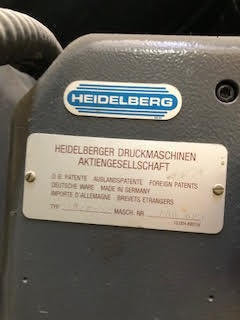 HEIDELBERG
HEIDELBERGER DRUCKMASCHINEN
AKTIENGESELLSCHAFT
D. B. PATENTE AUSLANDSPATENTE FOREIGN PATENTS
DEUTSCHE WARE MADE IN GERMANY
IMPORTE D'ALLEMAGNE BREVETS ETRANGERS
TYP MASCH. NR